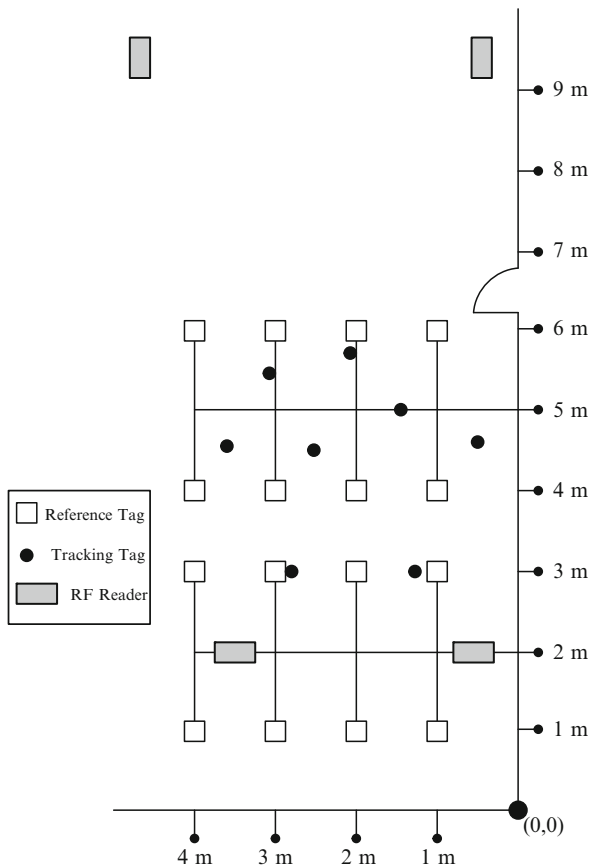 9 m
8 m
7 m
6 m
5 m
4 m
3 m
2 m
1 m
Reference Tag
Tracking Tag
RF Reader
(0,0)
4 m 3 m 2 m 1 m